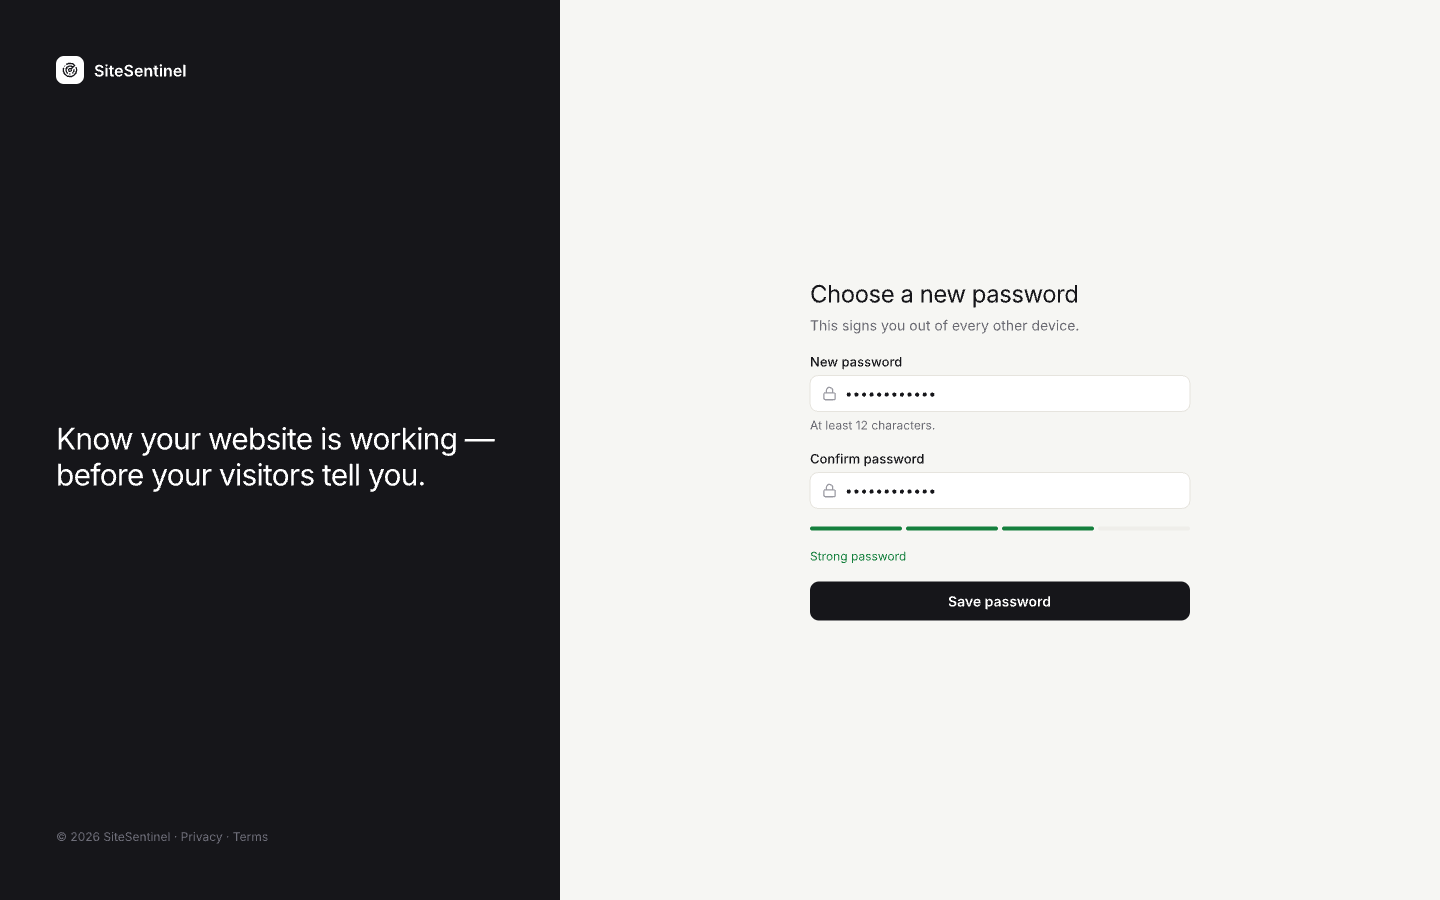 SiteSentinel
Know your website is working —
before your visitors tell you.
© 2026 SiteSentinel · Privacy · Terms
Choose a new password
This signs you out of every other device.
New password
••••••••••••
At least 12 characters.
Confirm password
••••••••••••
Strong password
Save password